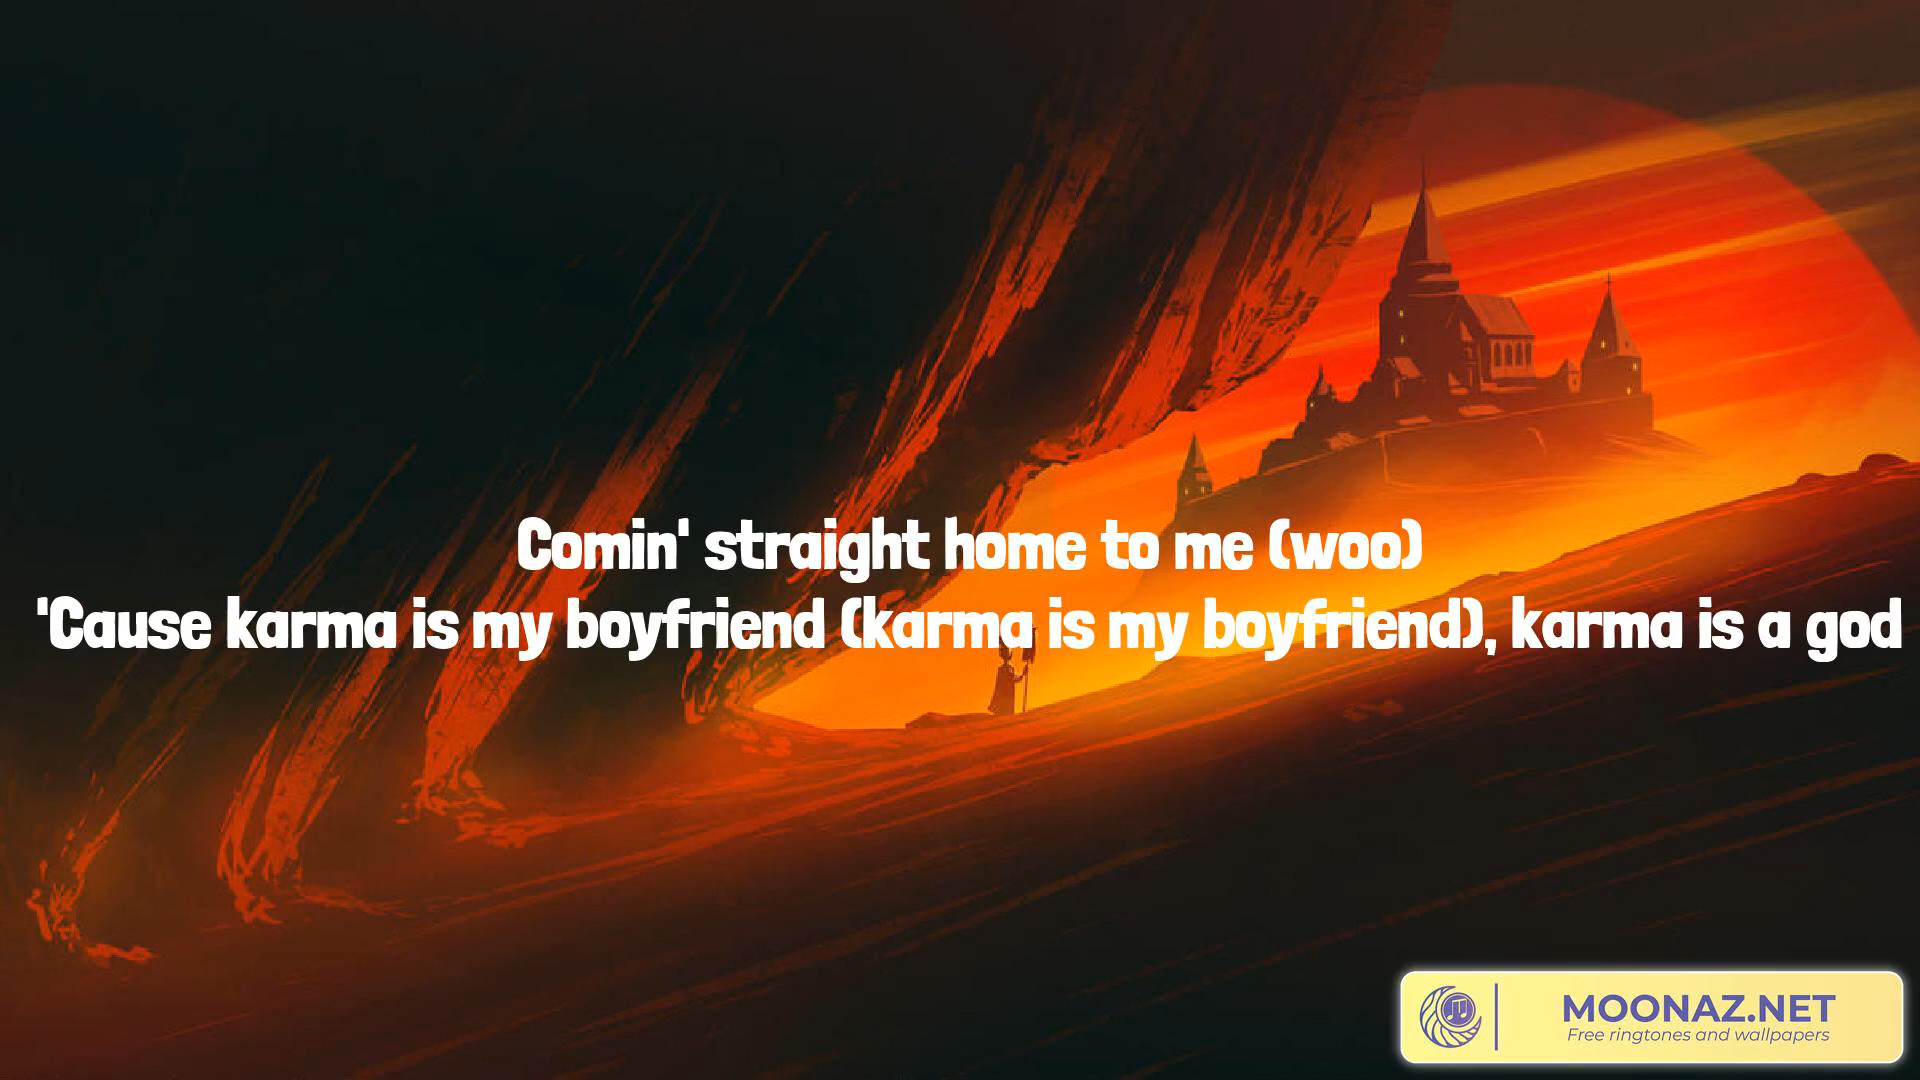 Comin' straight home to me (woo)
'Cause karma is my boyfriend (karma is my boyfriend), karma is a god
MOONAZ.NET
Free ringtones and wallpapers